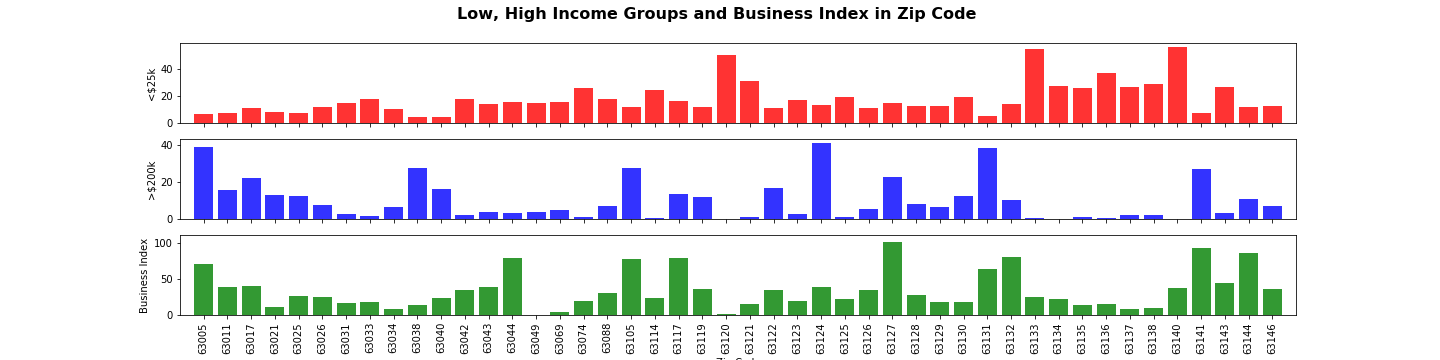 Low, High Income Groups and Business Index in Zip Code
<$25k
40
20
0
>$200k
40
20
0
Business Index
100
50
0
63005 63011 63017 63021 63025 63026 63031 63033 63034 63038 63040 63042 63043 63044 63049 63069 63074 63088 63105 63114 63117 63119 63120 63121 63122 63123 63124 63125 63126 63127 63128 63129 63130 63131 63132 63133 63134 63135 63136 63137 63138 63140 63141 63143 63144 63146